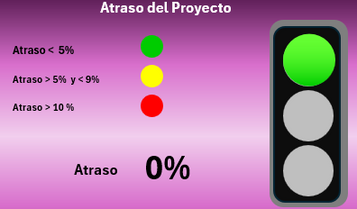 Atraso del Proyecto
Atraso < 5%
Atraso > 5% y < 9%
Atraso > 10 %
Atraso 0%